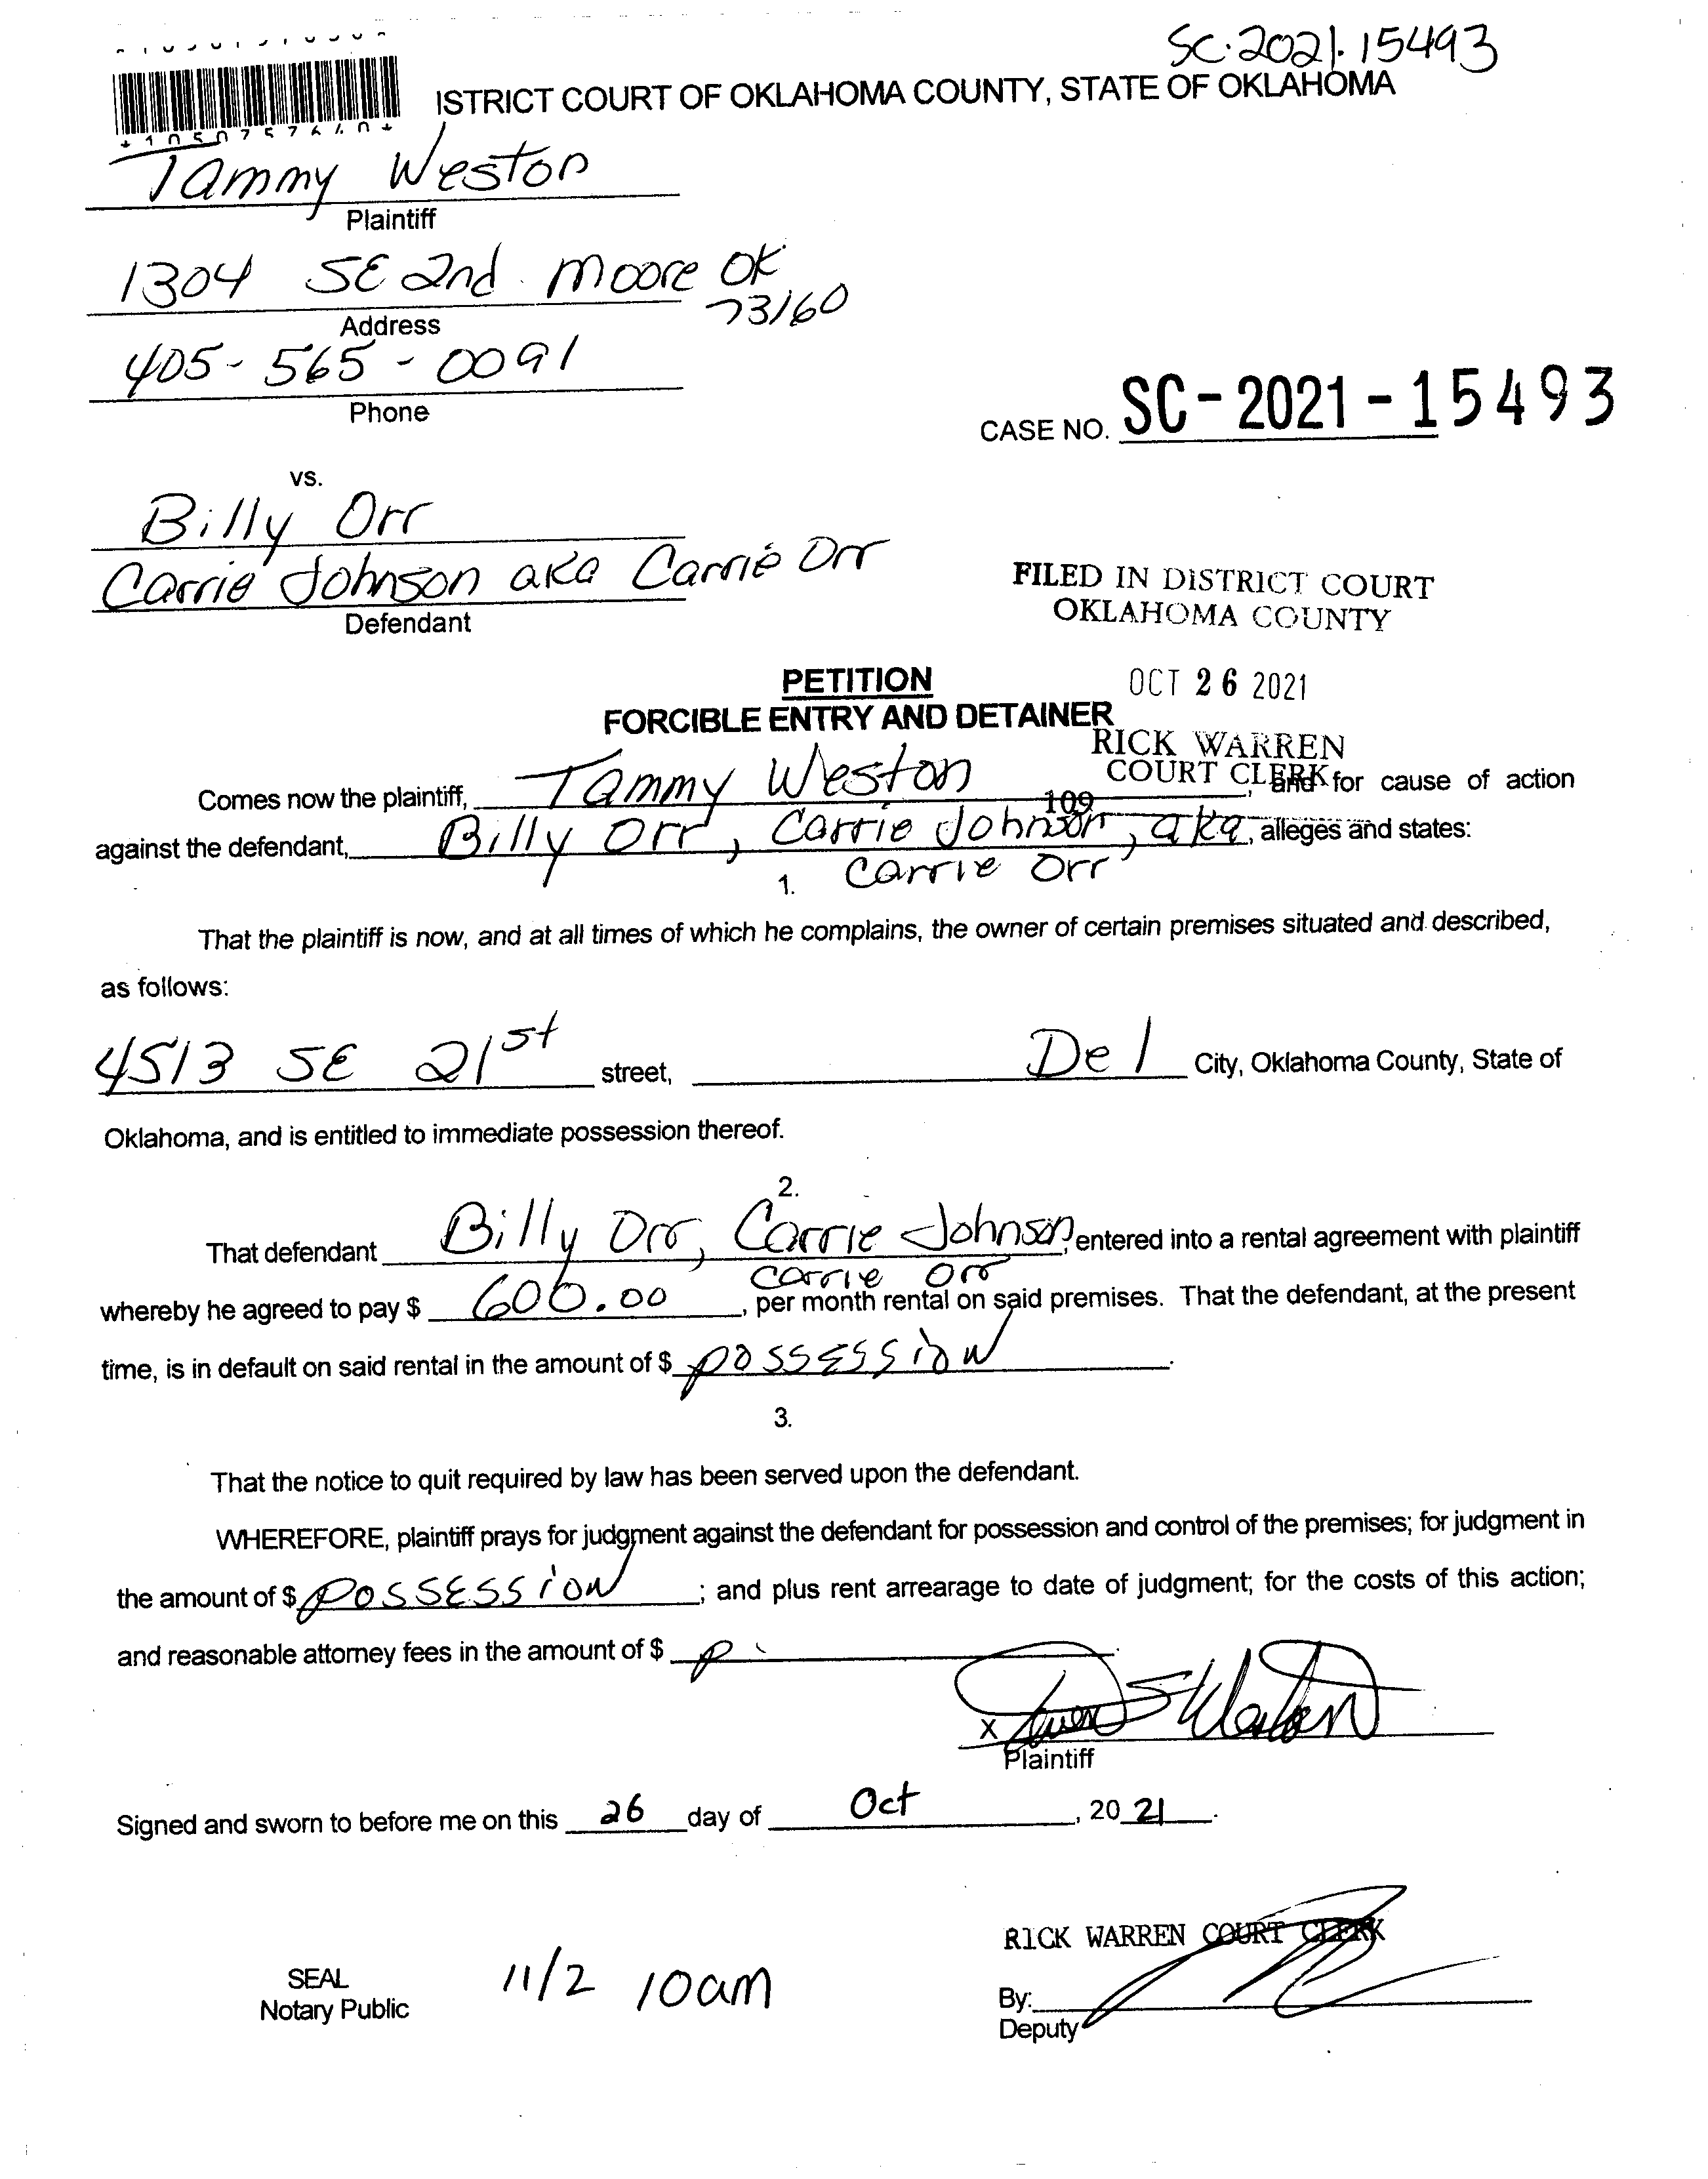 SC-2021-15493
ISTRICT COURT OF OKLAHOMA COUNTY, STATE OF OKLAHOMA
Tammy Weston
Plaintiff
1304 SE 2nd Moore OK
73160
Address
405-565-0091
Phone
CASE NO. SC-2021-15493
vs.
Billy Orr
Carrie Johnson aka Carrie Orr
Defendant
FILED IN DISTRICT COURT
OKLAHOMA COUNTY
PETITION
OCT 26 2021
FORCIBLE ENTRY AND DETAINER
RICK WARREN
COURT CLERK
Comes now the plaintiff, Tammy Weston, and for cause of action
109
against the defendant, Billy Orr, Carrie Johnson, aka, alleges and states:
Carrie Orr
1.
That the plaintiff is now, and at all times of which he complains, the owner of certain premises situated and described,
as follows:
4513 SE 21st street, Del City, Oklahoma County, State of
Oklahoma, and is entitled to immediate possession thereof.
2.
That defendant Billy Orr, Carrie Johnson, entered into a rental agreement with plaintiff
Carrie Orr
whereby he agreed to pay $ 600.00, per month rental on said premises. That the defendant, at the present
time, is in default on said rental in the amount of $ possession.
3.
That the notice to quit required by law has been served upon the defendant.
WHEREFORE, plaintiff prays for judgment against the defendant for possession and control of the premises; for judgment in
the amount of $ possession; and plus rent arrearage to date of judgment; for the costs of this action;
and reasonable attorney fees in the amount of $
X
Plaintiff
Signed and sworn to before me on this 26 day of Oct, 20 21.
RICK WARREN COURT CLERK
SEAL
Notary Public
11/2 10am
By:
Deputy